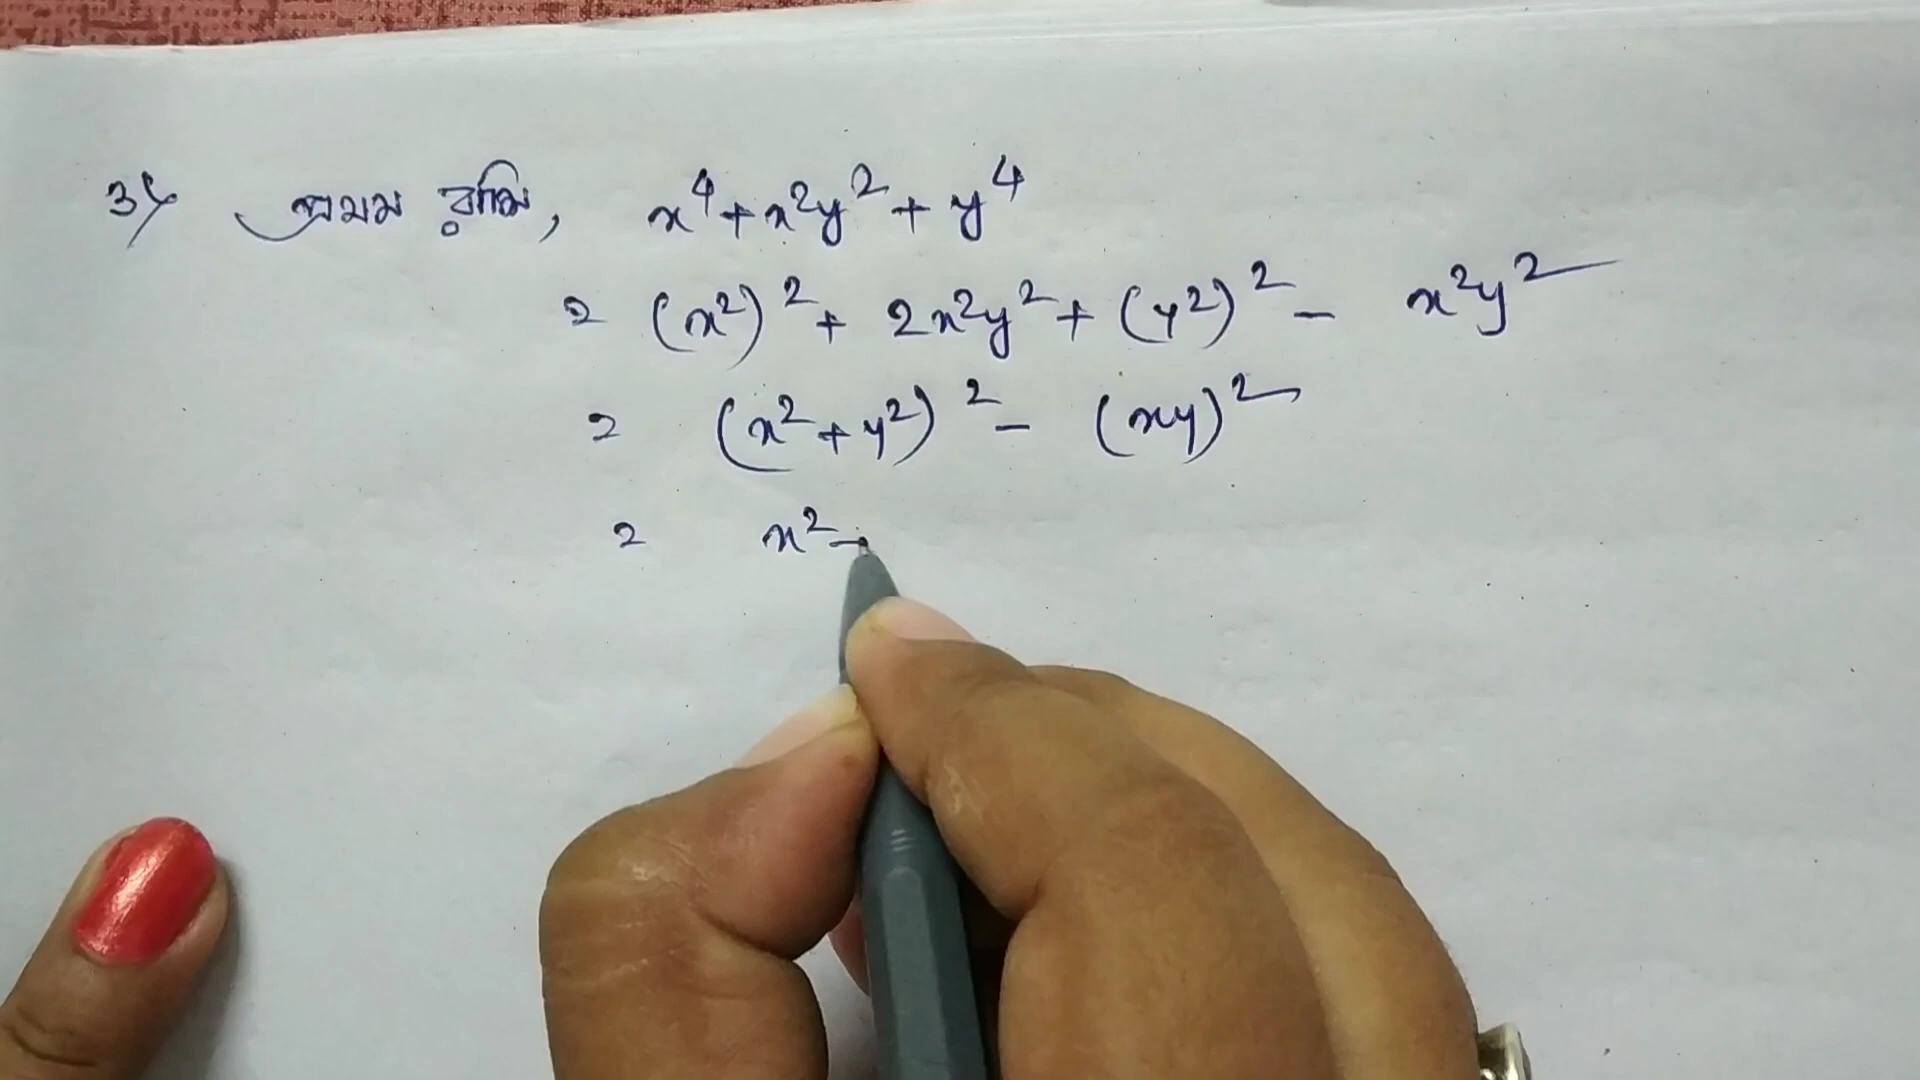 3) প্রথম রাশি, x⁴+x²y²+y⁴
= (x²)²+ 2x²y²+(y²)²- x²y²
= (x²+y²)²- (xy)²
= x²-